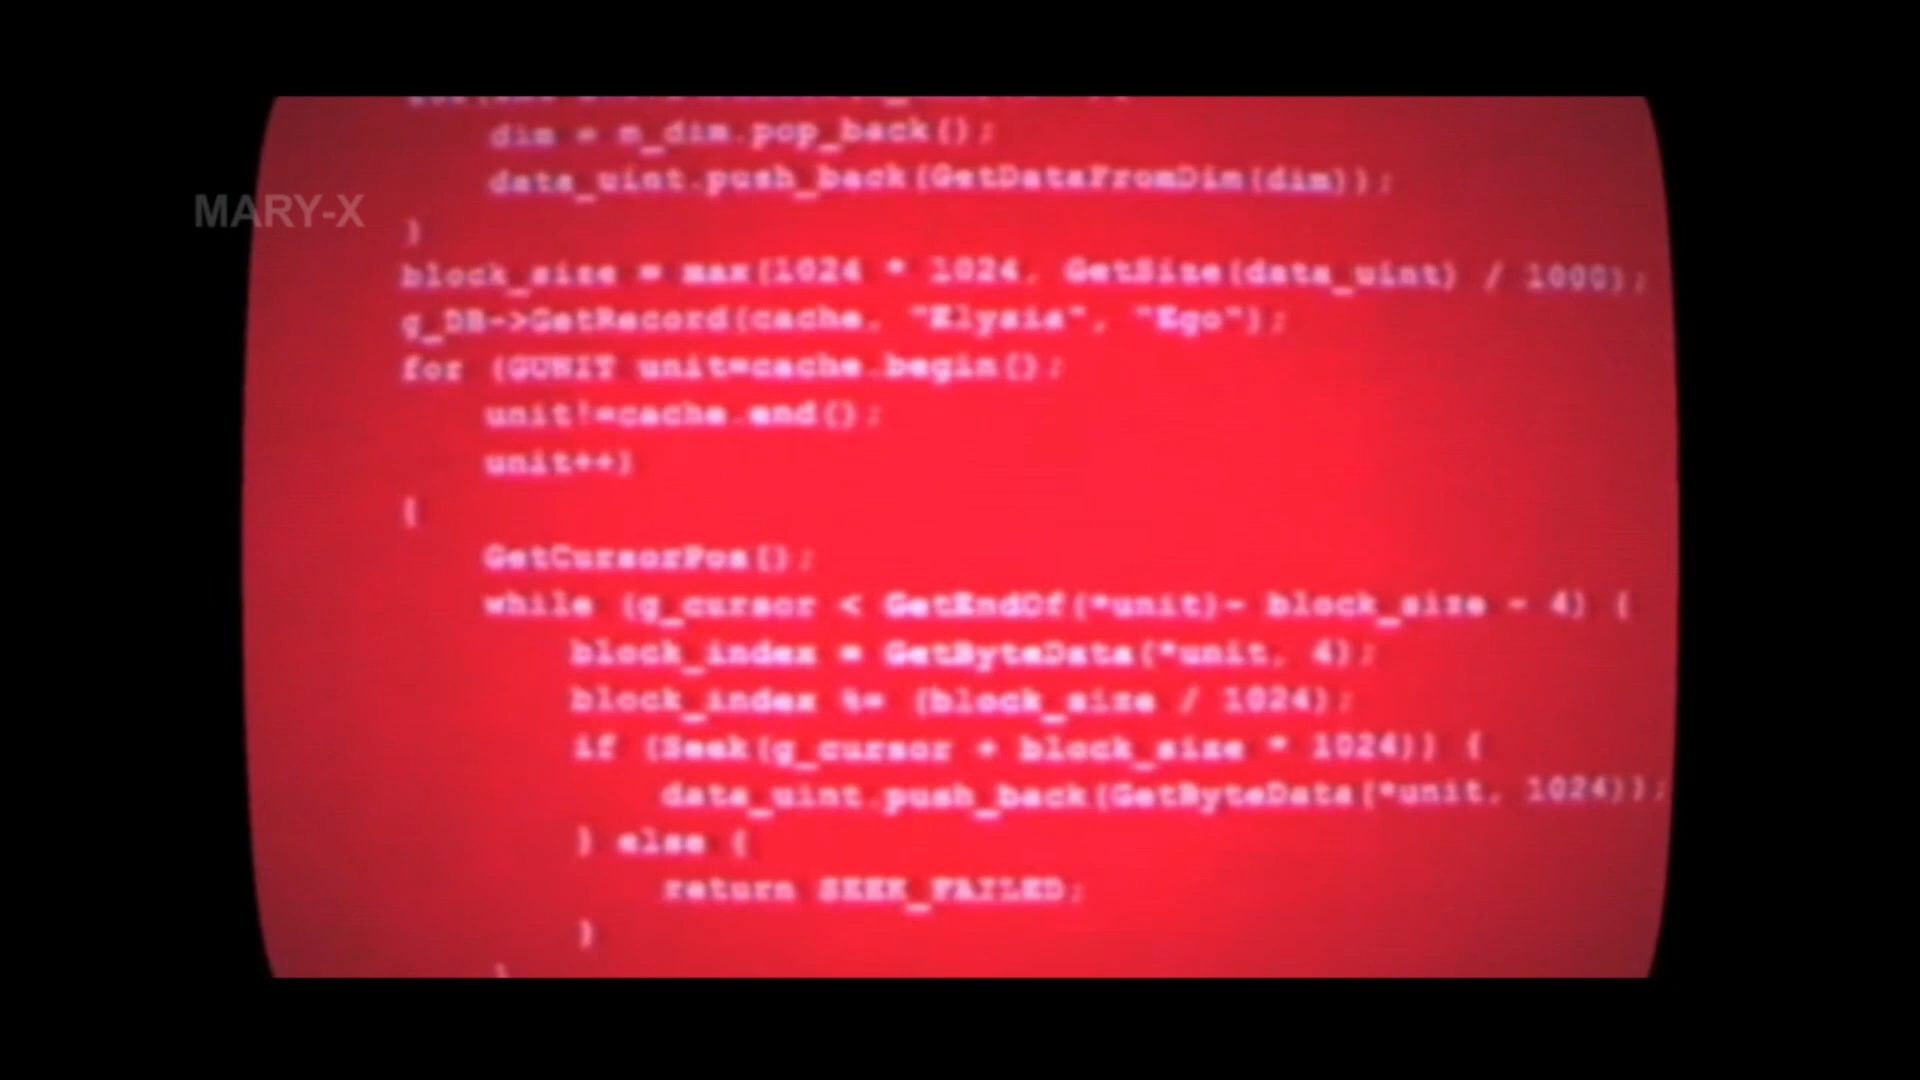 dim = m_dim.pop_back();
data_uint.push_back(GetDataFromDim(dim));
MARY-X
}
block_size = max(1024 * 1024, GetSize(data_uint) / 1000);
g_DB->GetRecord(cache, "Elysia", "Ego");
for (GUNIT unit=cache.begin();
unit!=cache.end();
unit++)
{
GetCursorPos();
while (g_cursor < GetEndOf(*unit)- block_size - 4) {
block_index = GetByteData(*unit, 4);
block_index %= (block_size / 1024);
if (Seek(g_cursor + block_size * 1024)) {
data_uint.push_back(GetByteData(*unit, 1024));
} else {
return SEEK_FAILED;
}
}